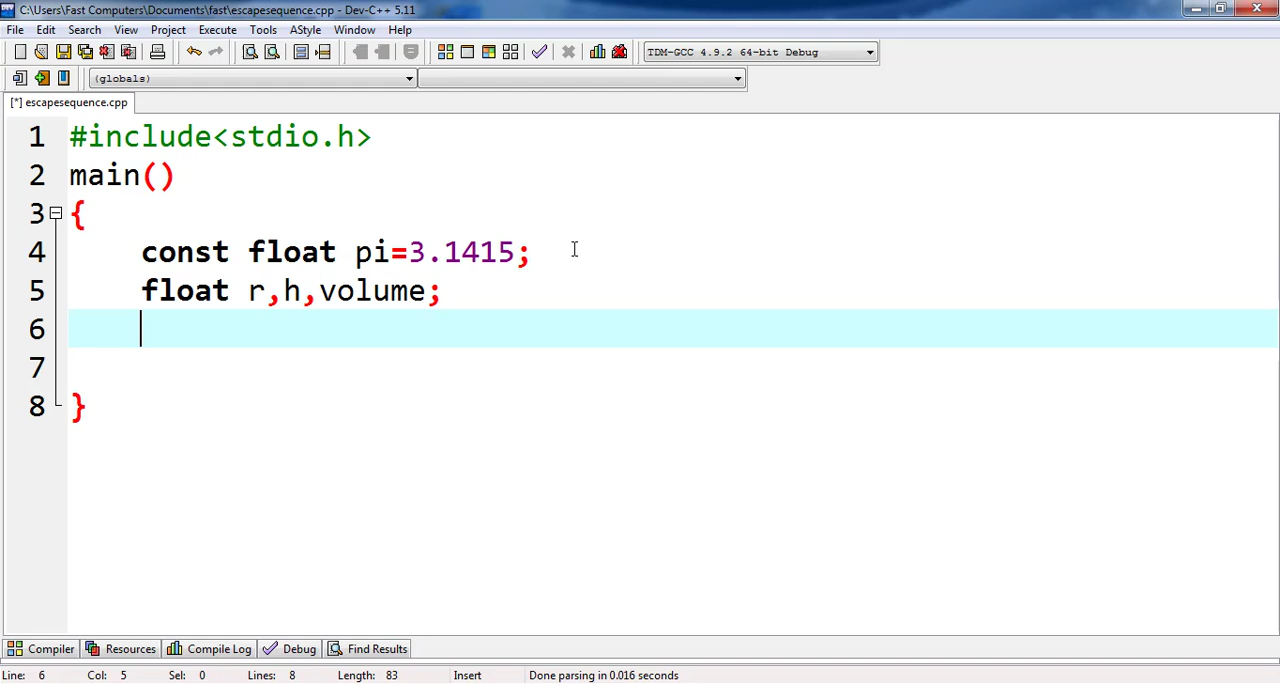 C:\Users\Fast Computers\Documents\fast\escapesequence.cpp - Dev-C++ 5.11
File Edit Search View Project Execute Tools AStyle Window Help
TDM-GCC 4.9.2 64-bit Debug
(globals)
[*] escapesequence.cpp
1 #include<stdio.h>
2 main()
3 {
4 const float pi=3.1415;
5 float r,h,volume;
6
7
8 }
Compiler Resources Compile Log Debug Find Results
Line: 6 Col: 5 Sel: 0 Lines: 8 Length: 83 Insert Done parsing in 0.016 seconds